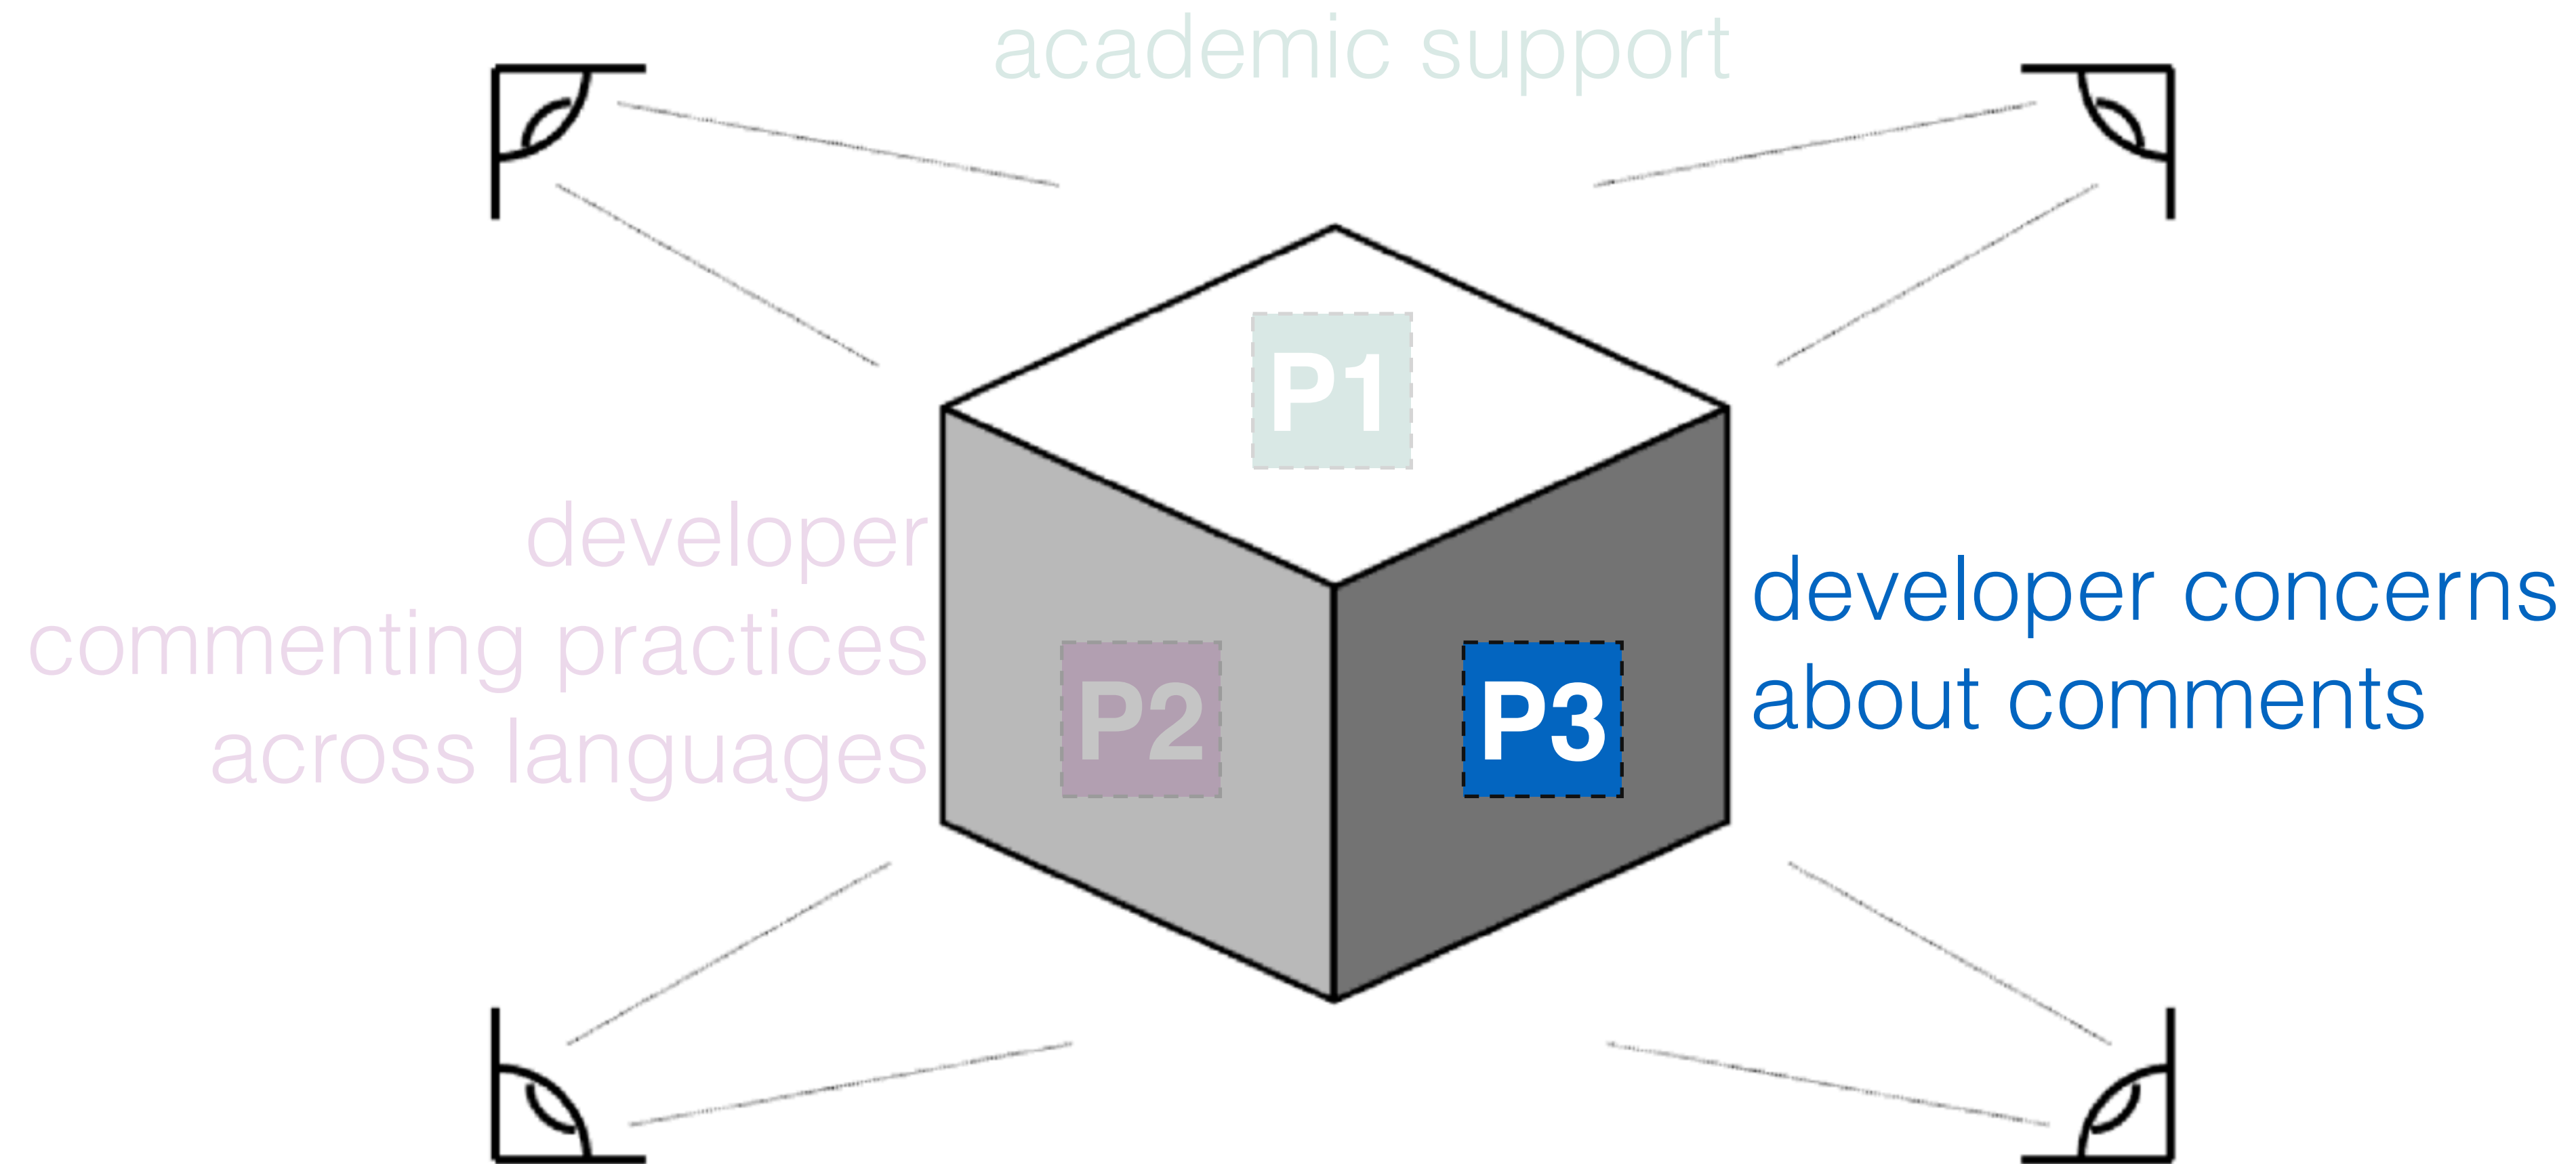 academic support
P1
developer
commenting practices
across languages
P2
P3
developer concerns
about comments